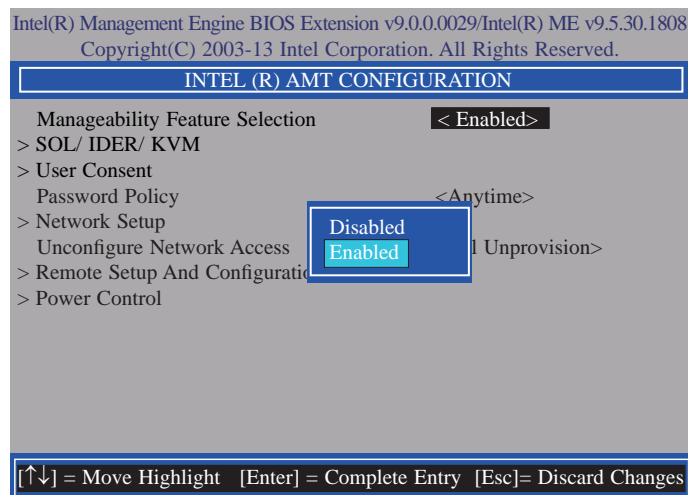 Intel(R) Management Engine BIOS Extension v9.0.0.0029/Intel(R) ME v9.5.30.1808
Copyright(C) 2003-13 Intel Corporation. All Rights Reserved.
INTEL (R) AMT CONFIGURATION
Manageability Feature Selection < Enabled>
> SOL/ IDER/ KVM
> User Consent
Password Policy <Anytime>
> Network Setup
Disabled
Unconfigure Network Access Unprovision>
Enabled
> Remote Setup And
> Power Control
[↑↓] = Move Highlight [Enter] = Complete Entry [Esc]= Discard Changes